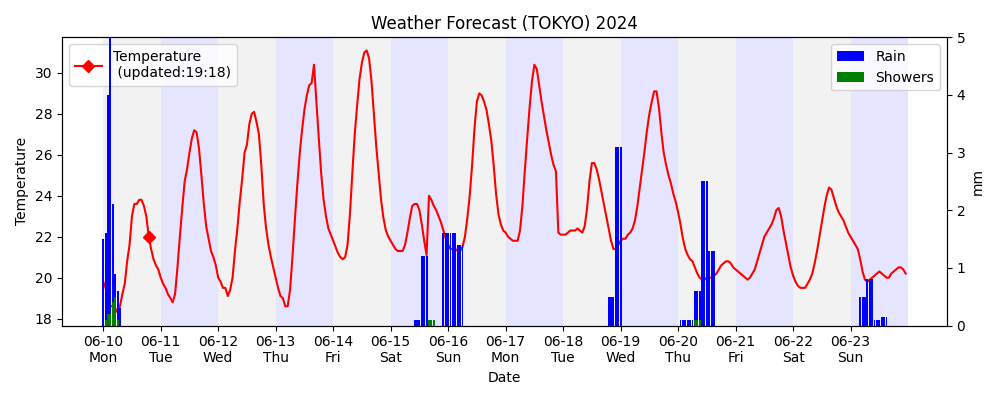 Weather Forecast (TOKYO) 2024
Temperature
(updated:19:18)
Rain
Showers
Temperature
30
28
26
24
22
20
18
5
4
3
2
1
0
mm
06-10 06-11 06-12 06-13 06-14 06-15 06-16 06-17 06-18 06-19 06-20 06-21 06-22 06-23
Mon Tue Wed Thu Fri Sat Sun Mon Tue Wed Thu Fri Sat Sun
Date